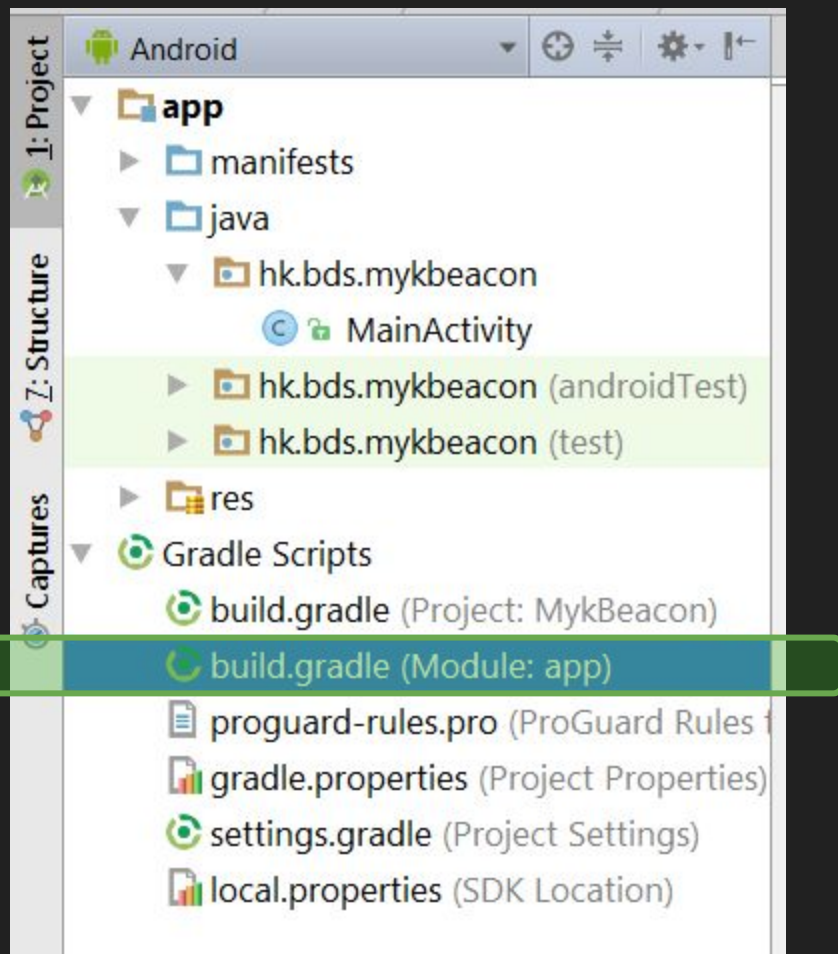 Android
1: Project
7: Structure
Captures
app
manifests
java
hk.bds.mykbeacon
C MainActivity
hk.bds.mykbeacon (androidTest)
hk.bds.mykbeacon (test)
res
Gradle Scripts
build.gradle (Project: MykBeacon)
build.gradle (Module: app)
proguard-rules.pro (ProGuard Rules
gradle.properties (Project Properties)
settings.gradle (Project Settings)
local.properties (SDK Location)